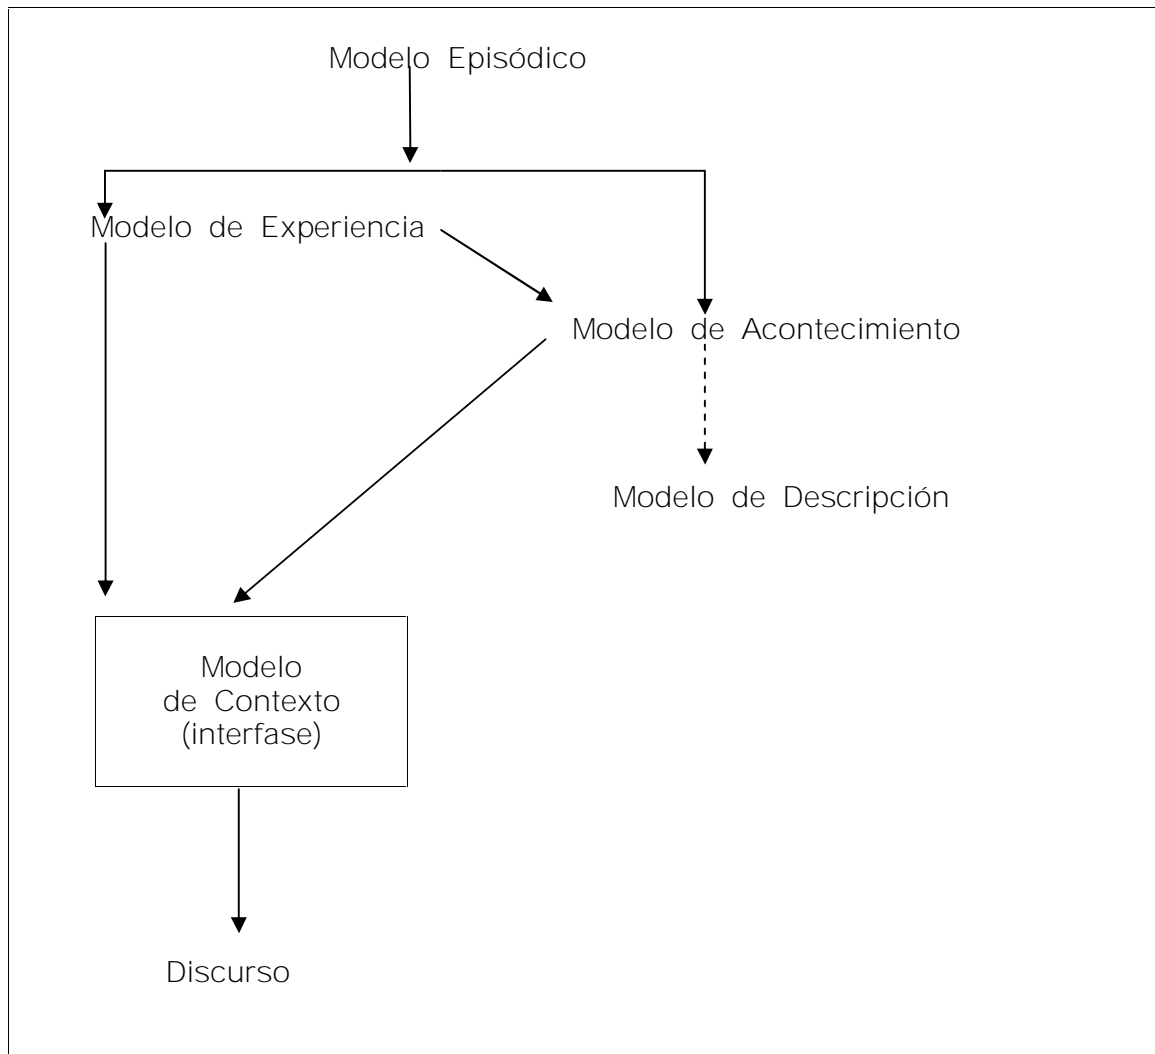 Modelo Episódico
Modelo de Experiencia
Modelo de Acontecimiento
Modelo de Descripción
Modelo
de Contexto
(interfase)
Discurso